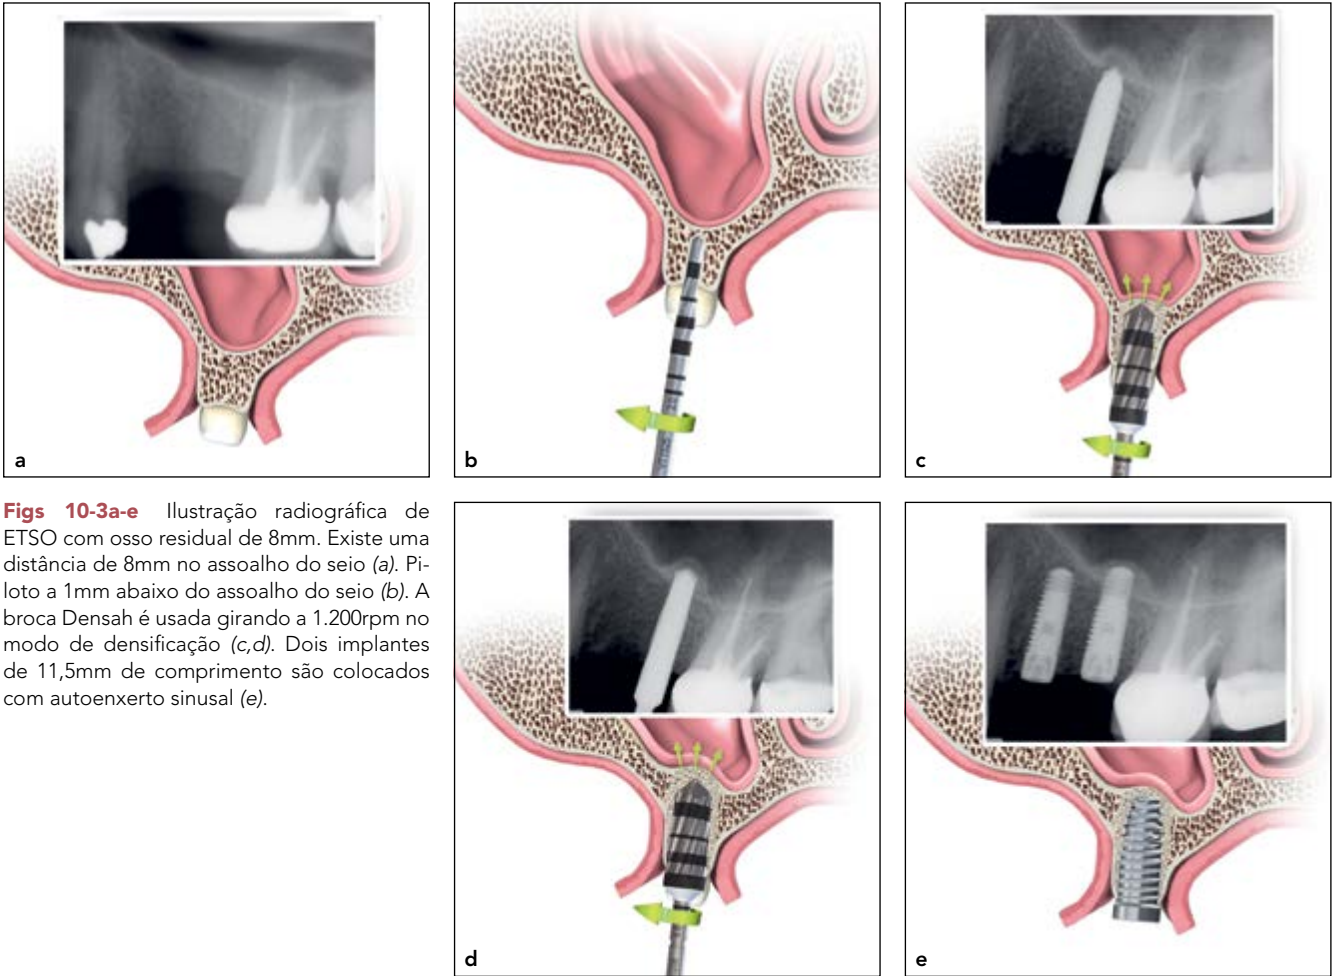 a
b
c
Figs 10-3a-e Ilustração radiográfica de
ETSO com osso residual de 8mm. Existe uma
distância de 8mm no assoalho do seio (a). Pi-
loto a 1mm abaixo do assoalho do seio (b). A
broca Densah é usada girando a 1.200rpm no
modo de densificação (c,d). Dois implantes
de 11,5mm de comprimento são colocados
com autoenxerto sinusal (e).
d
e